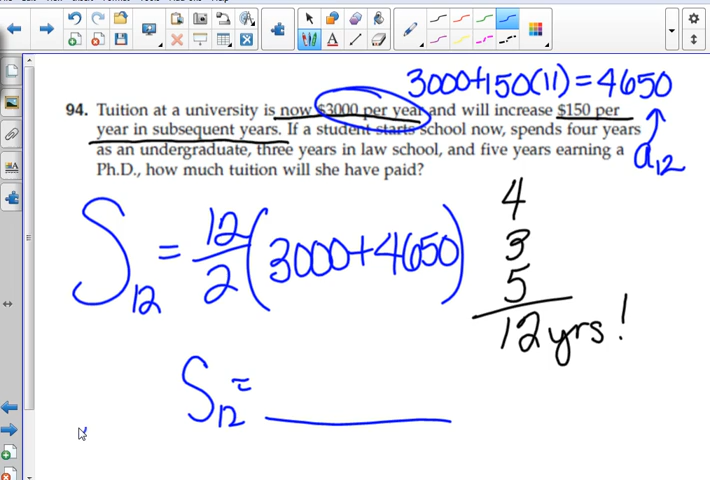 3000+150(11)=4650
94. Tuition at a university is now $3000 per year and will increase $150 per
year in subsequent years. If a student starts school now, spends four years
as an undergraduate, three years in law school, and five years earning a
Ph.D., how much tuition will she have paid?
a12
S12 = 12/2 (3000+4650)
4
3
5
12 yrs!
S12 =